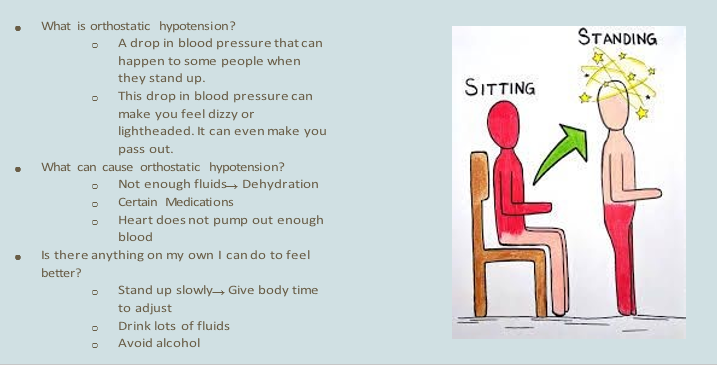 • What is orthostatic hypotension?
o A drop in blood pressure that can
happen to some people when
they stand up.
o This drop in blood pressure can
make you feel dizzy or
lightheaded. It can even make you
pass out.
• What can cause orthostatic hypotension?
o Not enough fluids→ Dehydration
o Certain Medications
o Heart does not pump out enough
blood
• Is there anything on my own I can do to feel
better?
o Stand up slowly→ Give body time
to adjust
o Drink lots of fluids
o Avoid alcohol
STANDING
SITTING